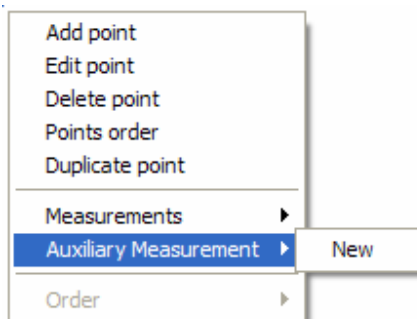 Add point
Edit point
Delete point
Points order
Duplicate point
Measurements
Auxiliary Measurement New
Order